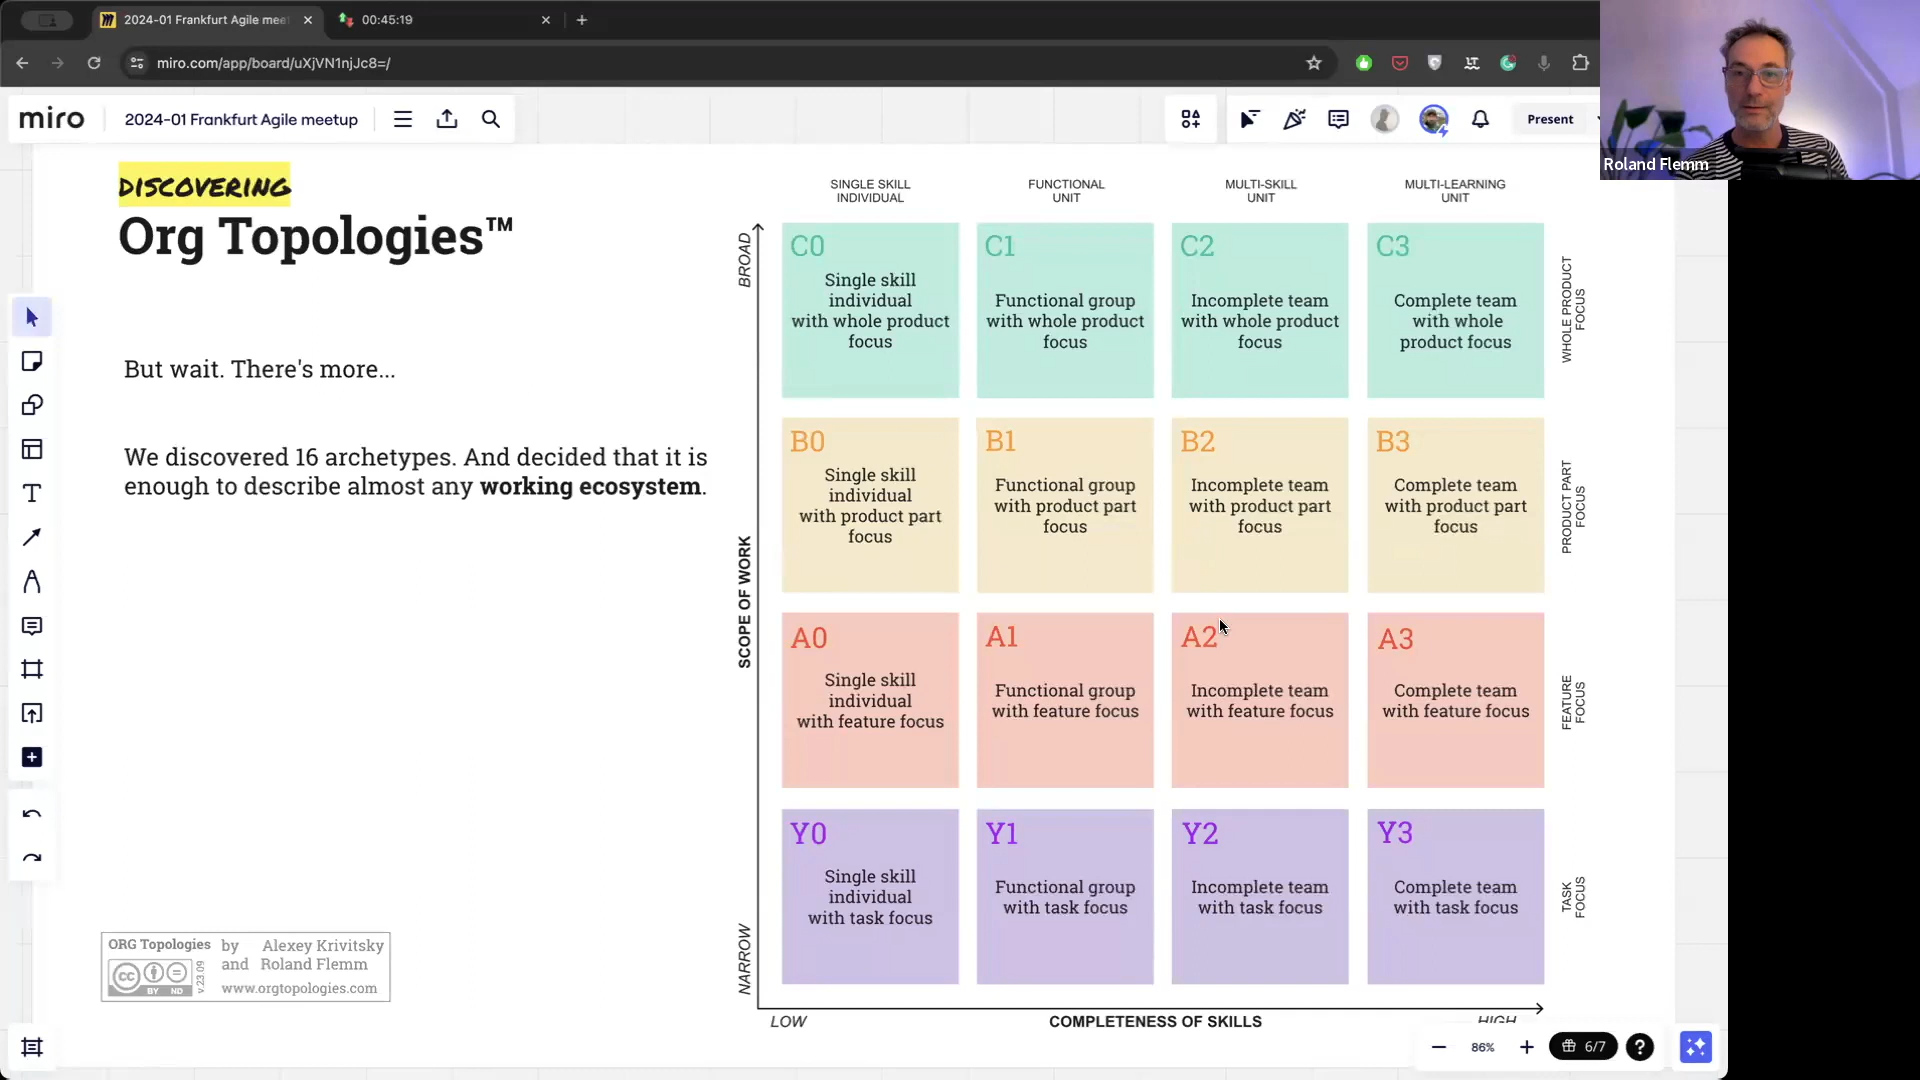 2024-01 Frankfurt Agile mee
00:45:19
miro.com/app/board/uXjVN1njJc8=/
miro
2024-01 Frankfurt Agile meetup
Present
Roland Flemm
DISCOVERING
Org Topologies™
But wait. There's more...
We discovered 16 archetypes. And decided that it is
enough to describe almost any working ecosystem.
ORG Topologies by Alexey Krivitsky
and Roland Flemm
www.orgtopologies.com
CC BY ND
v.23.09
SINGLE SKILL
INDIVIDUAL
FUNCTIONAL
UNIT
MULTI-SKILL
UNIT
MULTI-LEARNING
UNIT
BROAD
SCOPE OF WORK
NARROW
C0
Single skill
individual
with whole product
focus
C1
Functional group
with whole product
focus
C2
Incomplete team
with whole product
focus
C3
Complete team
with whole
product focus
WHOLE PRODUCT
FOCUS
B0
Single skill
individual
with product part
focus
B1
Functional group
with product part
focus
B2
Incomplete team
with product part
focus
B3
Complete team
with product part
focus
PRODUCT PART
FOCUS
A0
Single skill
individual
with feature focus
A1
Functional group
with feature focus
A2
Incomplete team
with feature focus
A3
Complete team
with feature focus
FEATURE
FOCUS
Y0
Single skill
individual
with task focus
Y1
Functional group
with task focus
Y2
Incomplete team
with task focus
Y3
Complete team
with task focus
TASK
FOCUS
LOW
COMPLETENESS OF SKILLS
HIGH
86%
6/7